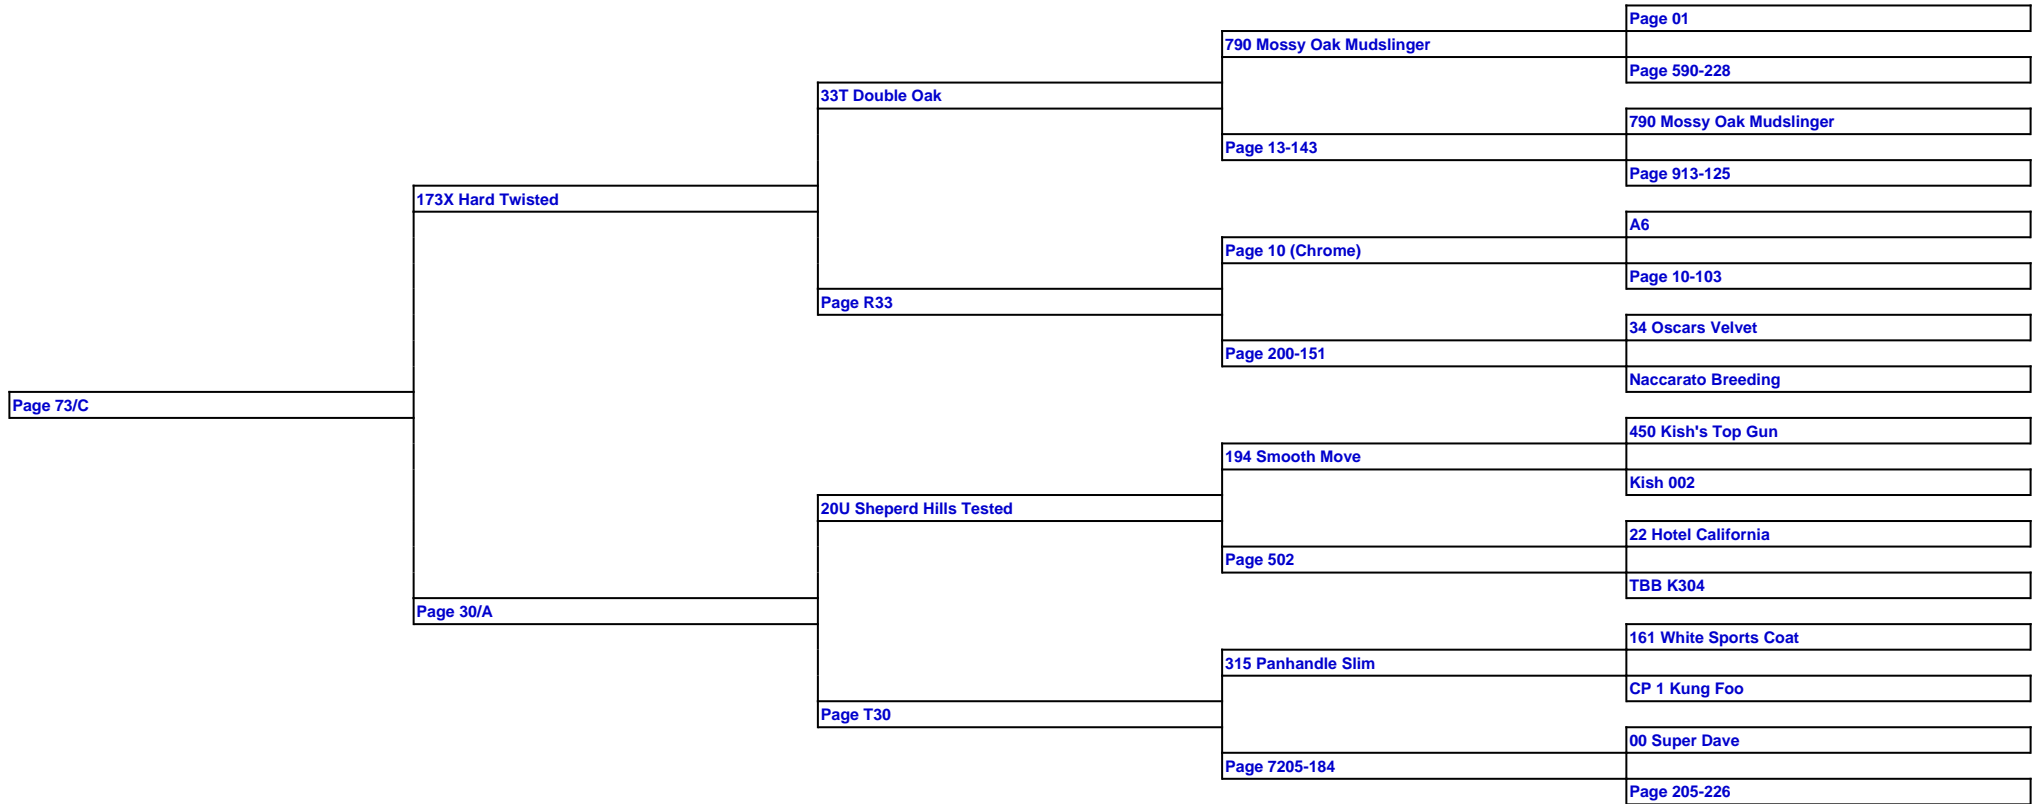 Page 01
790 Mossy Oak Mudslinger
Page 590-228
33T Double Oak
790 Mossy Oak Mudslinger
Page 13-143
Page 913-125
173X Hard Twisted
A6
Page 10 (Chrome)
Page 10-103
Page R33
34 Oscars Velvet
Page 200-151
Naccarato Breeding
Page 73/C
450 Kish's Top Gun
194 Smooth Move
Kish 002
20U Sheperd Hills Tested
22 Hotel California
Page 502
TBB K304
Page 30/A
161 White Sports Coat
315 Panhandle Slim
CP 1 Kung Foo
Page T30
00 Super Dave
Page 7205-184
Page 205-226